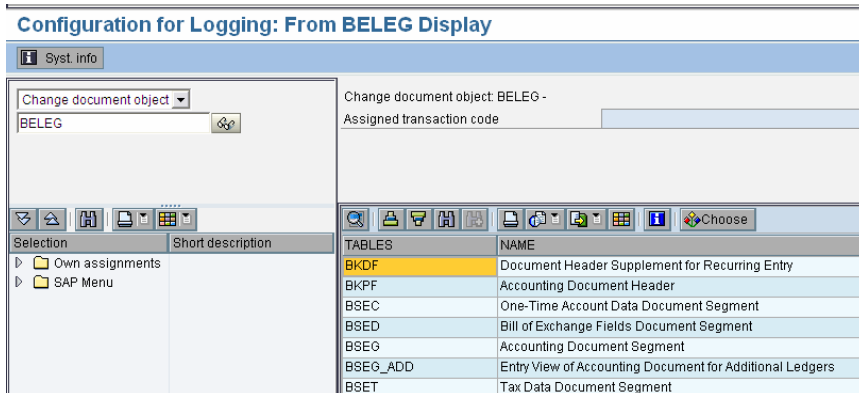 Configuration for Logging: From BELEG Display
Syst. info
Change document object
BELEG
Change document object: BELEG -
Assigned transaction code
Choose
Selection Short description
Own assignments
SAP Menu
TABLES NAME
BKDF Document Header Supplement for Recurring Entry
BKPF Accounting Document Header
BSEC One-Time Account Data Document Segment
BSED Bill of Exchange Fields Document Segment
BSEG Accounting Document Segment
BSEG_ADD Entry View of Accounting Document for Additional Ledgers
BSET Tax Data Document Segment